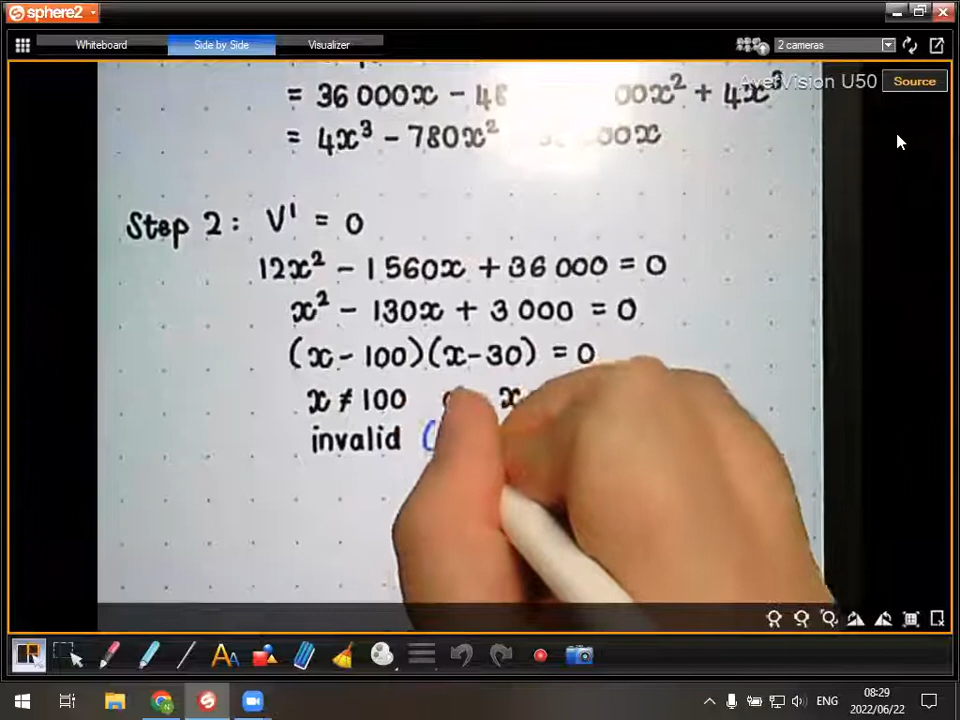 sphere2
Whiteboard Side by Side Visualizer 2 cameras
AverVision U50 Source
= 36 000x - 48 00x² + 4x³
= 4x³ - 780x² 00x
Step 2: V' = 0
12x² - 1 560x + 36 000 = 0
x² - 130x + 3 000 = 0
(x - 100)(x - 30) = 0
x ≠ 100 x
invalid (
ENG
08:29
2022/06/22